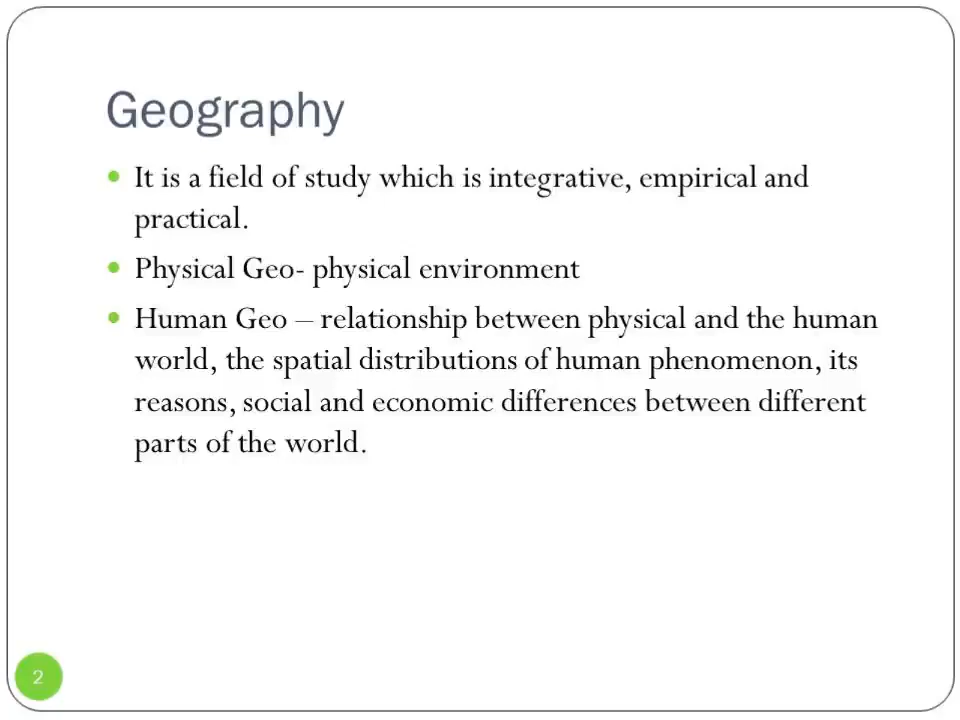 Geography
• It is a field of study which is integrative, empirical and
practical.
• Physical Geo- physical environment
• Human Geo – relationship between physical and the human
world, the spatial distributions of human phenomenon, its
reasons, social and economic differences between different
parts of the world.
2